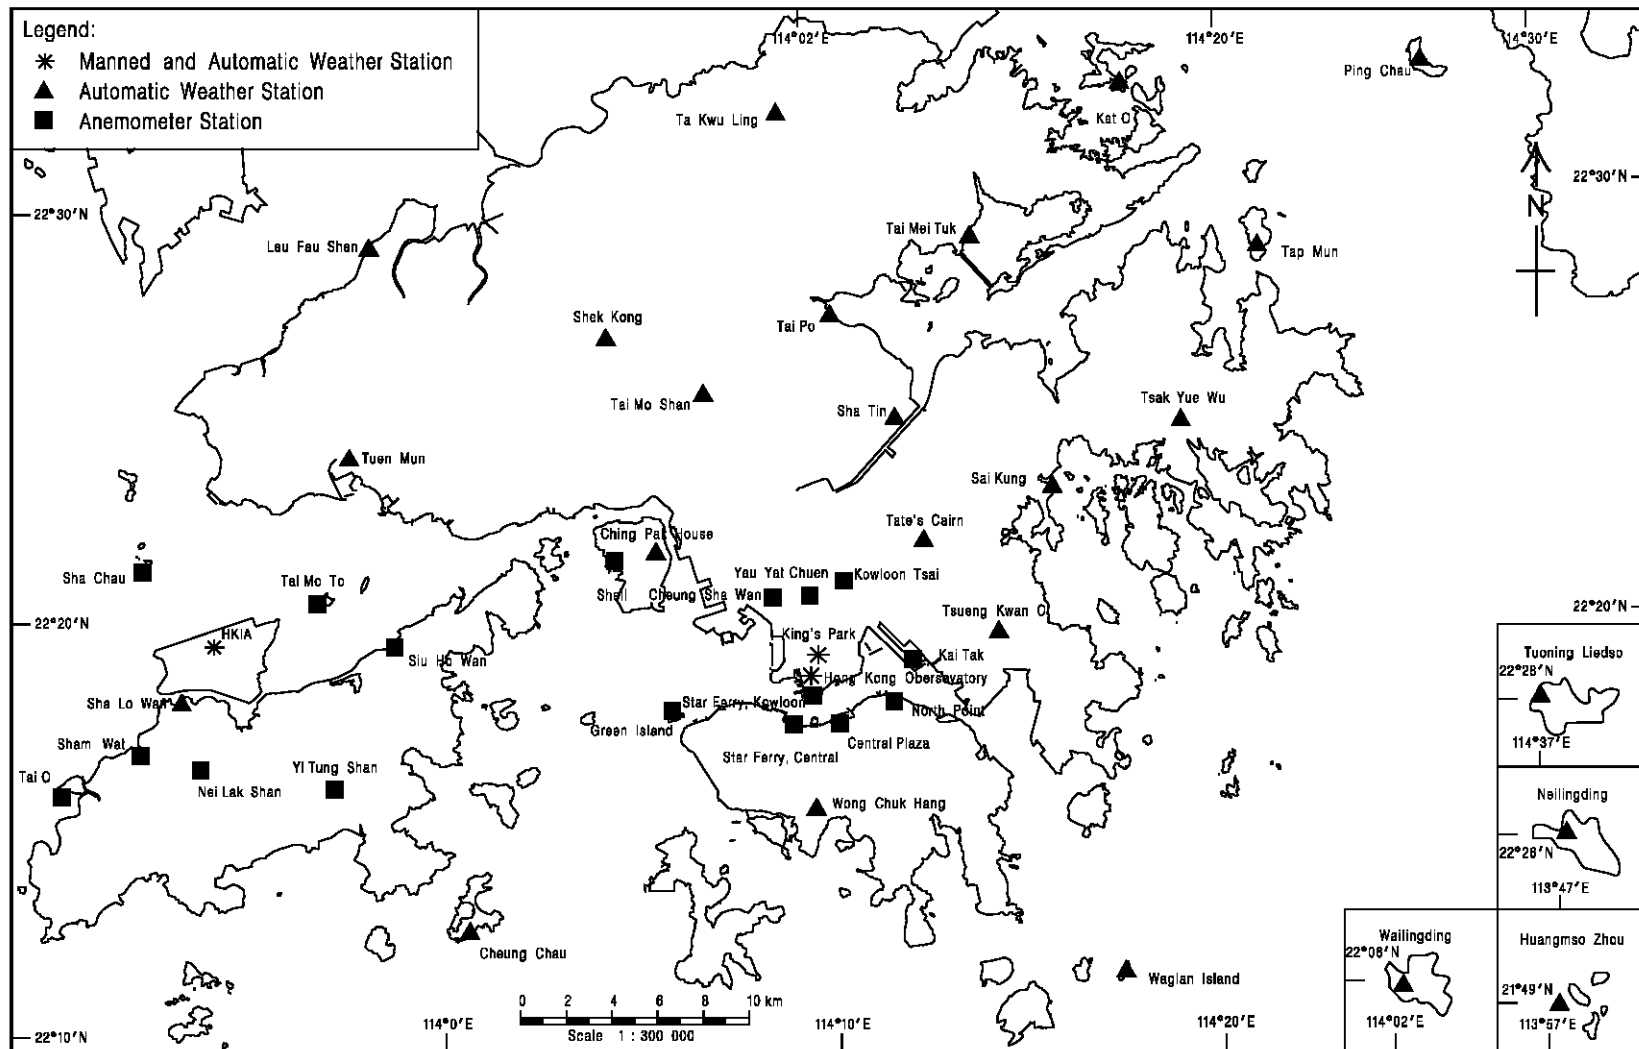 Legend:
Manned and Automatic Weather Station
Automatic Weather Station
Anemometer Station
114°02'E
114°20'E
114°30'E
Ping Chau
Ta Kwu Ling
Kat O
22°30'N
22°30'N
N
Lau Fau Shan
Tai Mei Tuk
Tap Mun
Shek Kong
Tai Po
Tai Mo Shan
Sha Tin
Tsak Yue Wu
Tuen Mun
Sai Kung
Tate's Cairn
Ching Pak House
Sha Chau
Tai Mo To
Yau Yat Chuen
Kowloon Tsai
Shell
Cheung Sha Wan
22°20'N
22°20'N
Tsueng Kwan O
HKIA
King's Park
Siu Ho Wan
Kai Tak
Hong Kong Obersavatory
Sha Lo Wan
Star Ferry, Kowloon
North Point
Green Island
Sham Wat
Central Plaza
Star Ferry, Central
Tai O
Nei Lak Shan
Yi Tung Shan
Wong Chuk Hang
Cheung Chau
Waglan Island
0 2 4 6 8 10 km
Scale 1 : 300 000
22°10'N
114°0'E
114°10'E
114°20'E
Tuoning Liedso
22°28'N
114°37'E
Neilingding
22°26'N
113°47'E
Wailingding
22°06'N
114°02'E
Huangmso Zhou
21°49'N
113°57'E